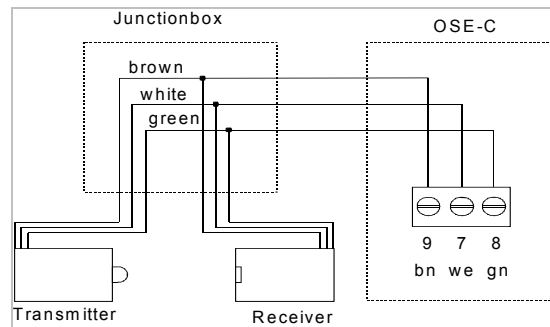 Junctionbox
OSE-C
brown
white
green
9 7 8
bn we gn
Transmitter
Receiver